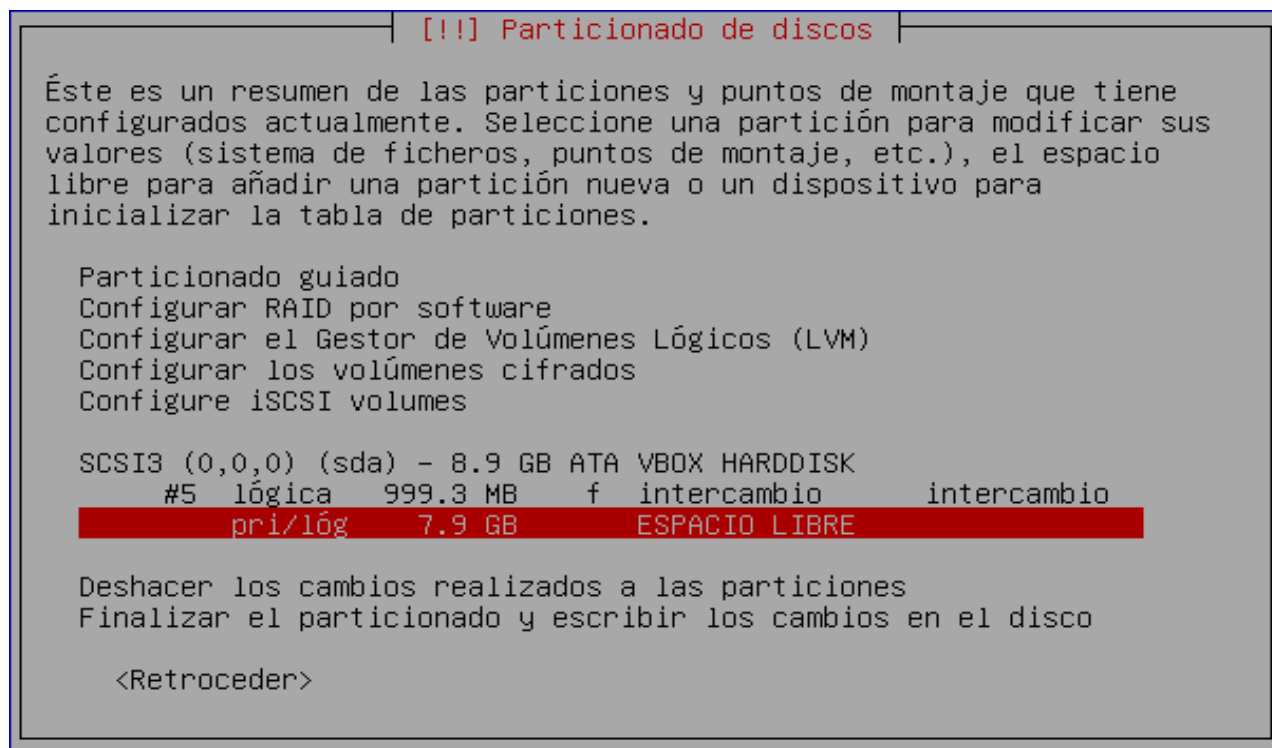 [!!] Particionado de discos
Éste es un resumen de las particiones y puntos de montaje que tiene
configurados actualmente. Seleccione una partición para modificar sus
valores (sistema de ficheros, puntos de montaje, etc.), el espacio
libre para añadir una partición nueva o un dispositivo para
inicializar la tabla de particiones.
Particionado guiado
Configurar RAID por software
Configurar el Gestor de Volúmenes Lógicos (LVM)
Configurar los volúmenes cifrados
Configure iSCSI volumes
SCSI3 (0,0,0) (sda) - 8.9 GB ATA VBOX HARDDISK
#5 lógica 999.3 MB f intercambio intercambio
pri/lóg 7.9 GB ESPACIO LIBRE
Deshacer los cambios realizados a las particiones
Finalizar el particionado y escribir los cambios en el disco
<Retroceder>